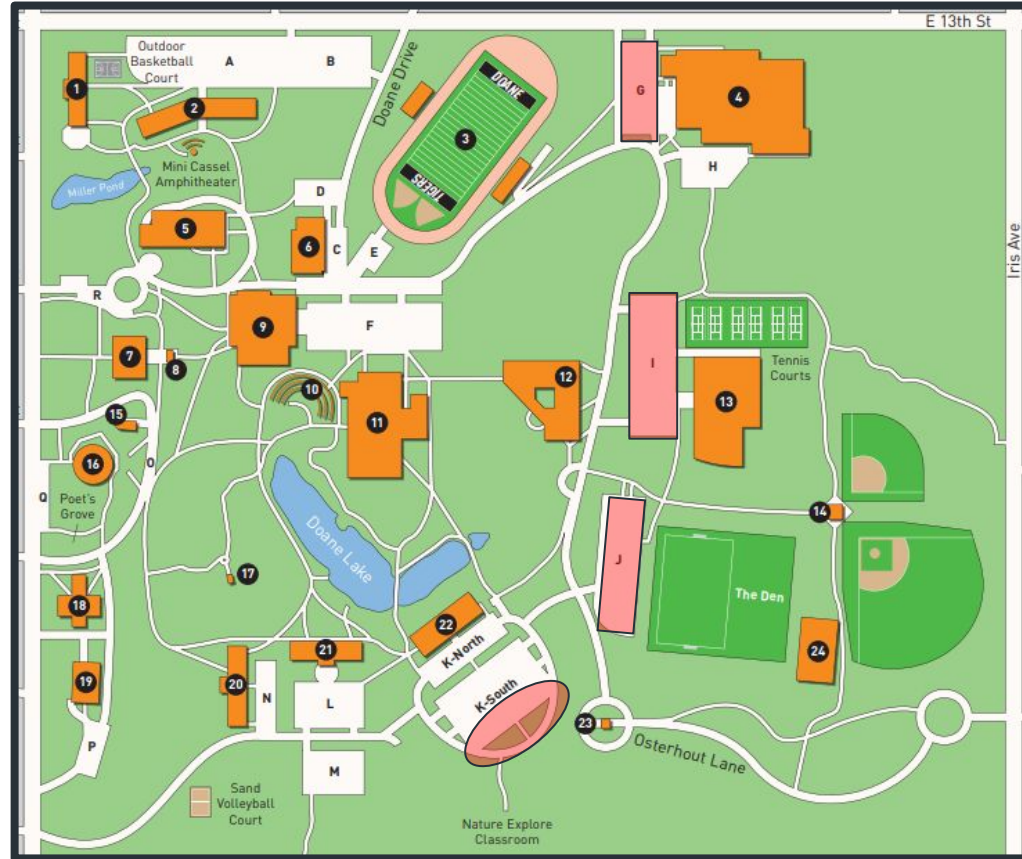 E 13th St
Outdoor
Basketball
Court
A
B
Doane Drive
DOANE
G
4
1
2
3
Mini Cassel
Amphitheater
TIGERS
H
Miller Pond
D
5
6
C
E
Iris Ave
R
9
F
7
8
I
Tennis
Courts
10
12
11
13
15
16
O
Q
Poet's
Grove
Doane Lake
14
J
17
The Den
18
22
K-North
24
21
19
20
N
L
K-South
P
23
Osterhout Lane
M
Sand
Volleyball
Court
Nature Explore
Classroom